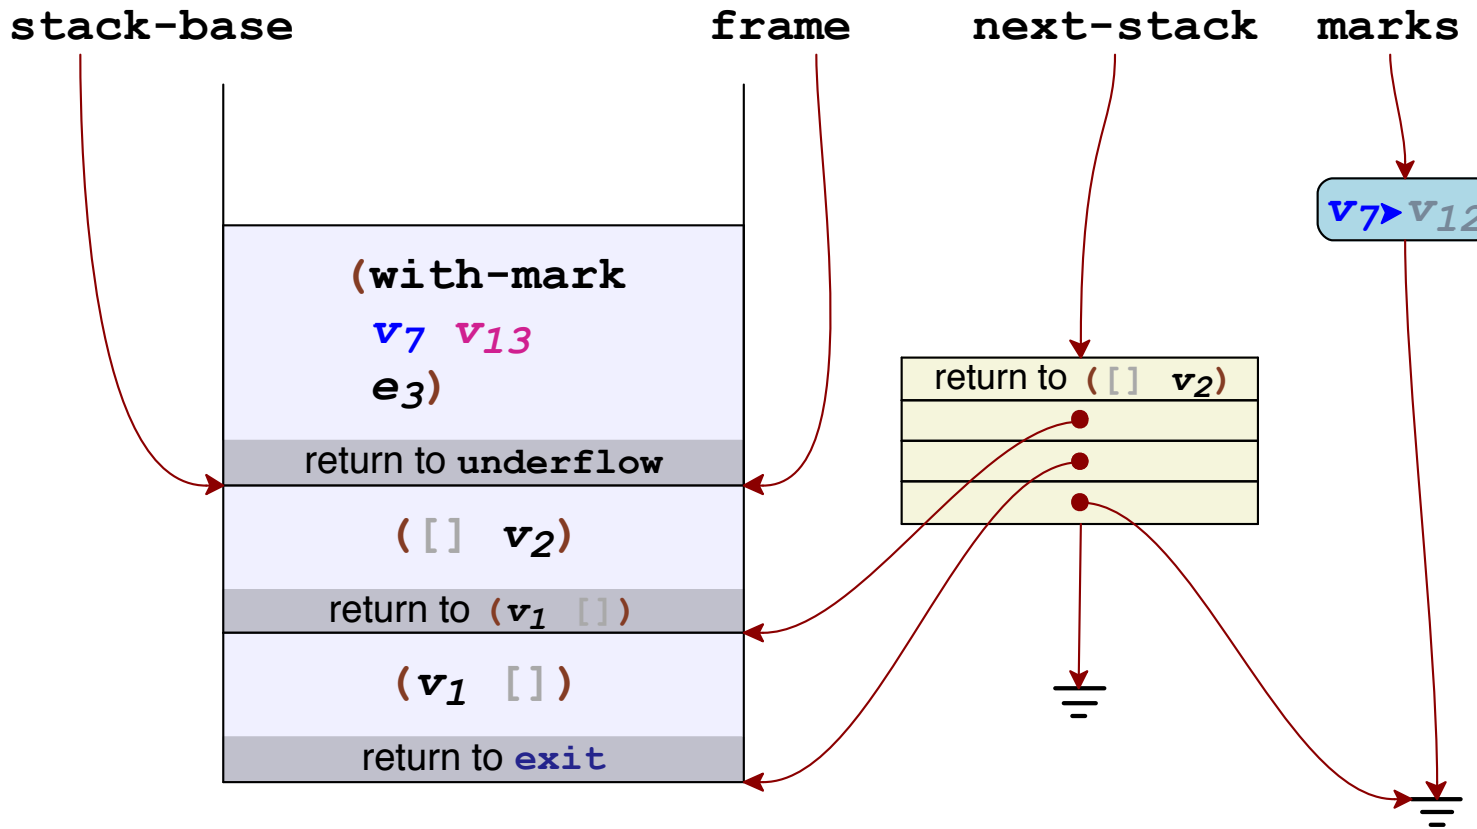 stack-base frame next-stack marks
v7➤v12
(with-mark
v7 v13
e3)
return to underflow
([] v2)
return to (v1 [])
(v1 [])
return to exit
return to ([] v2)